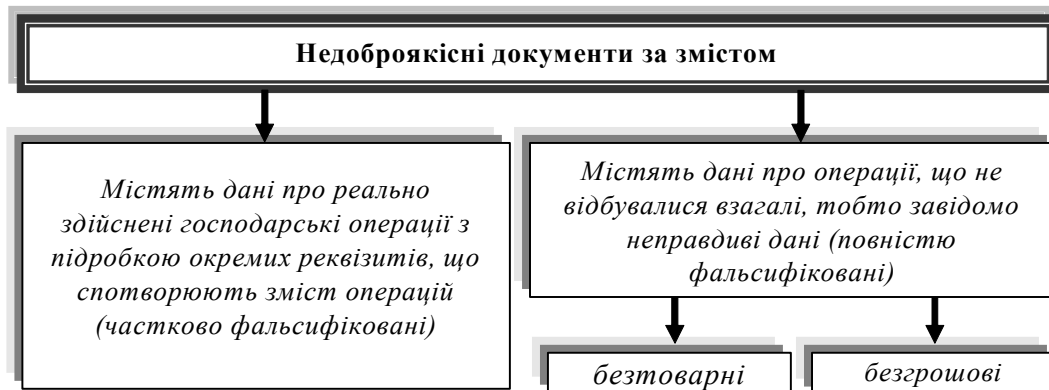 Недоброякісні документи за змістом
Містять дані про реально
здійснені господарські операції з
підробкою окремих реквізитів, що
спотворюють зміст операцій
(частково фальсифіковані)
Містять дані про операції, що не
відбувалися взагалі, тобто завідомо
неправдиві дані (повністю
фальсифіковані)
безтоварні
безгрошові